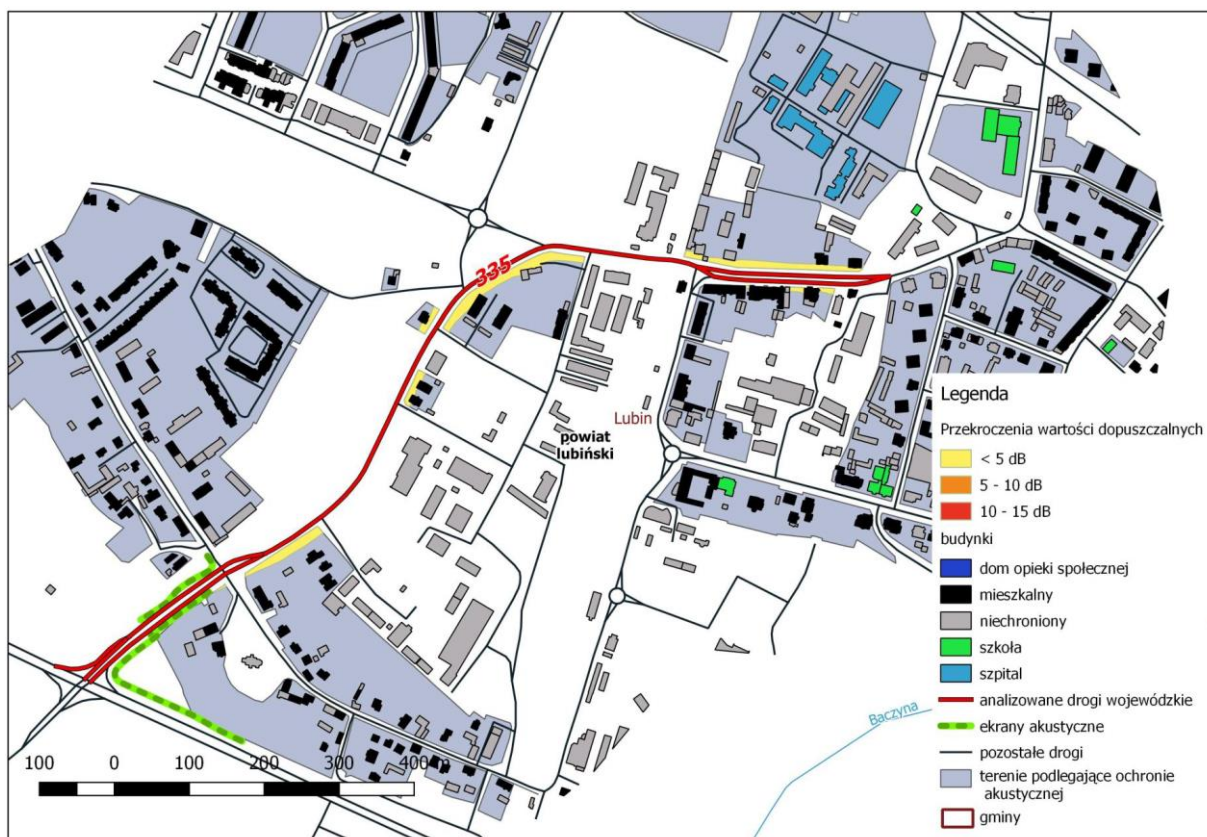 335
Lubin
powiat
lubiński
Baczyna
100 0 100 200 300 400 m
Legenda
Przekroczenia wartości dopuszczalnych
< 5 dB
5 - 10 dB
10 - 15 dB
budynki
dom opieki społecznej
mieszkalny
niechroniony
szkoła
szpital
analizowane drogi wojewódzkie
ekrany akustyczne
pozostałe drogi
terenie podlegające ochronie
akustycznej
gminy